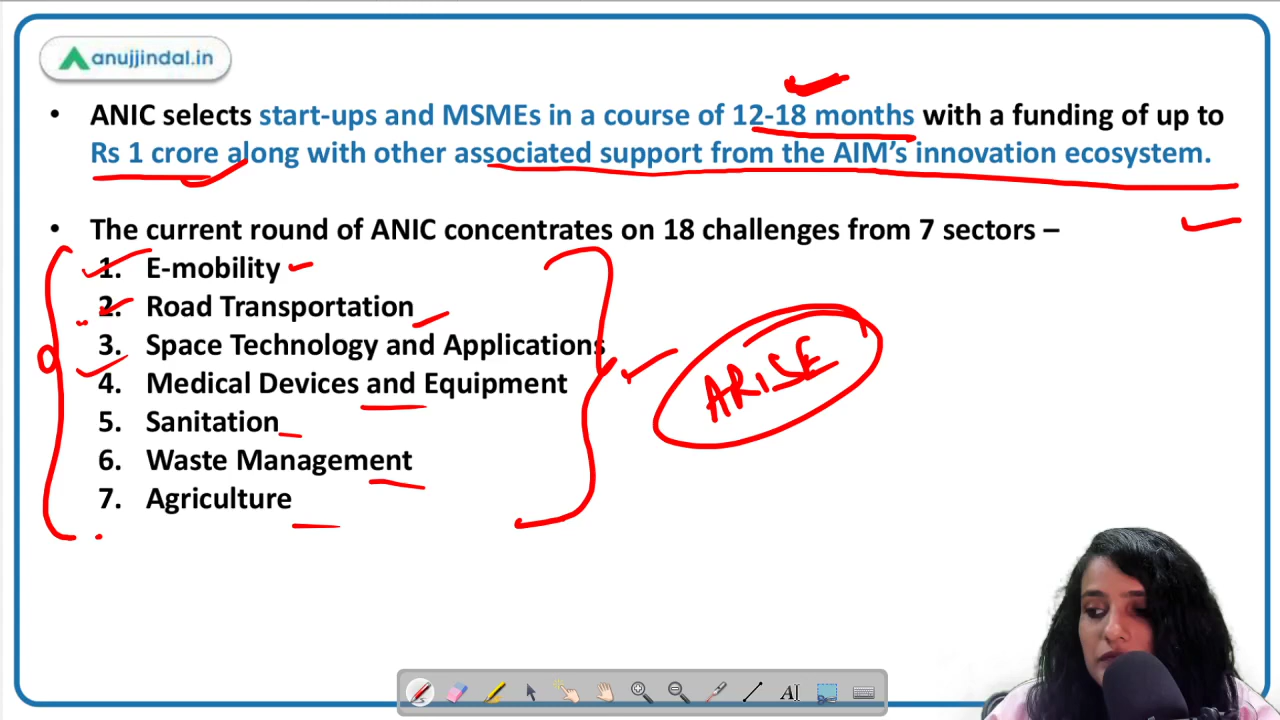 anujjindal.in
• ANIC selects start-ups and MSMEs in a course of 12-18 months with a funding of up to
Rs 1 crore along with other associated support from the AIM’s innovation ecosystem.
• The current round of ANIC concentrates on 18 challenges from 7 sectors –
1. E-mobility
2. Road Transportation
3. Space Technology and Applications
4. Medical Devices and Equipment
5. Sanitation
6. Waste Management
7. Agriculture
ARISE